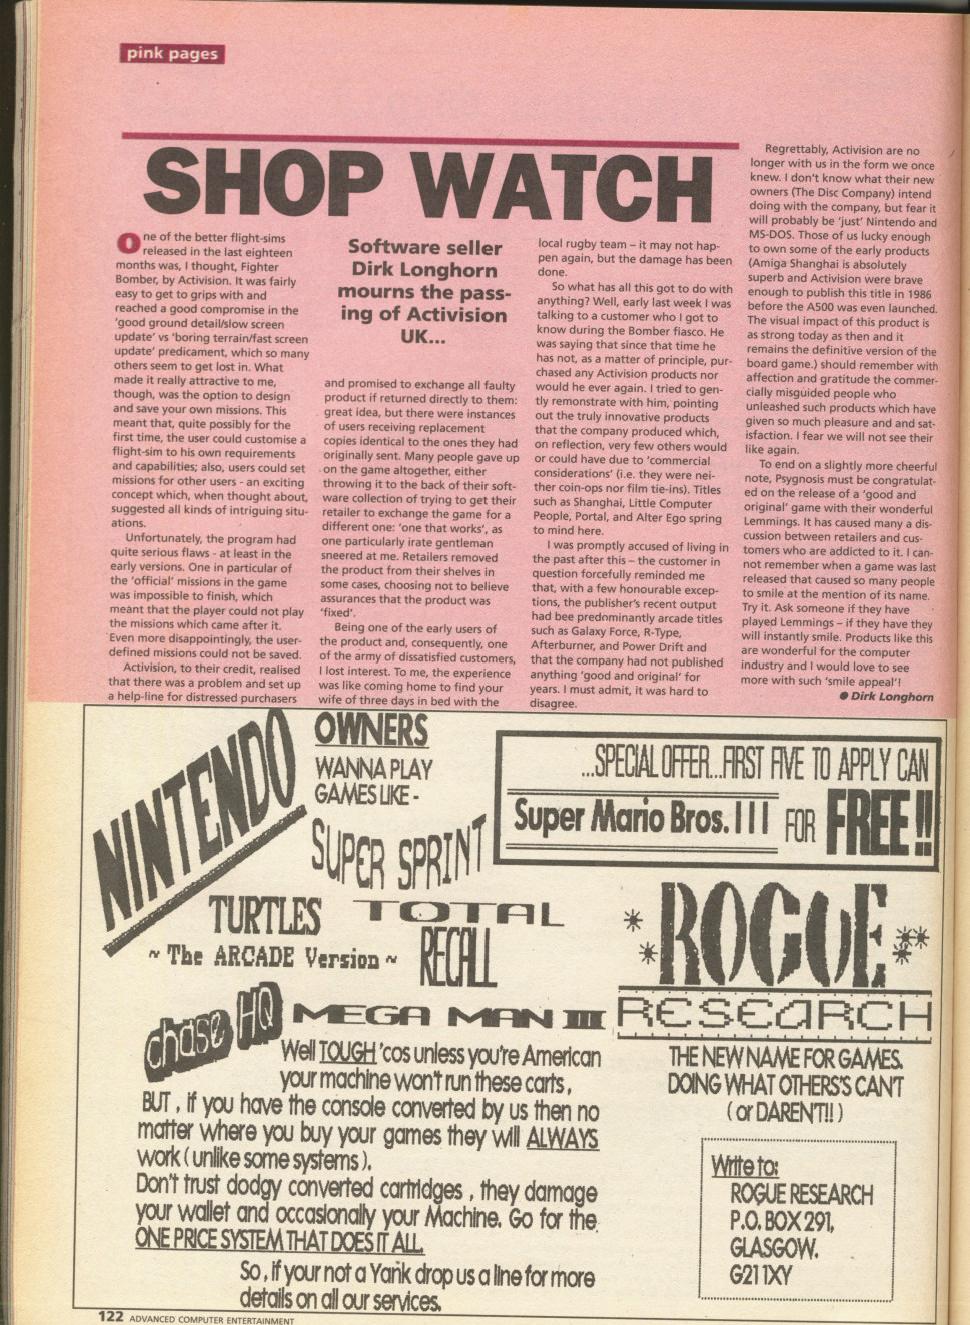 pink pages
SHOP WATCH
One of the better flight-sims
released in the last eighteen
months was, I thought, Fighter
Bomber, by Activision. It was fairly
easy to get to grips with and
reached a good compromise in the
'good ground detail/slow screen
update' vs 'boring terrain/fast screen
update' predicament, which so many
others seem to get lost in. What
made it really attractive to me,
though, was the option to design
and save your own missions. This
meant that, quite possibly for the
first time, the user could customise a
flight-sim to his own requirements
and capabilities; also, users could set
missions for other users - an exciting
concept which, when thought about,
suggested all kinds of intriguing situ-
ations.
Unfortunately, the program had
quite serious flaws - at least in the
early versions. One in particular of
the 'official' missions in the game
was impossible to finish, which
meant that the player could not play
the missions which came after it.
Even more disappointingly, the user-
defined missions could not be saved.
Activision, to their credit, realised
that there was a problem and set up
a help-line for distressed purchasers
Software seller
Dirk Longhorn
mourns the pass-
ing of Activision
UK...
and promised to exchange all faulty
product if returned directly to them:
great idea, but there were instances
of users receiving replacement
copies identical to the ones they had
originally sent. Many people gave up
on the game altogether, either
throwing it to the back of their soft-
ware collection of trying to get their
retailer to exchange the game for a
different one: 'one that works', as
one particularly irate gentleman
sneered at me. Retailers removed
the product from their shelves in
some cases, choosing not to believe
assurances that the product was
'fixed'.
Being one of the early users of
the product and, consequently, one
of the army of dissatisfied customers,
I lost interest. To me, the experience
was like coming home to find your
wife of three days in bed with the
local rugby team – it may not hap-
pen again, but the damage has been
done.
So what has all this got to do with
anything? Well, early last week I was
talking to a customer who I got to
know during the Bomber fiasco. He
was saying that since that time he
has not, as a matter of principle, pur-
chased any Activision products nor
would he ever again. I tried to gen-
tly remonstrate with him, pointing
out the truly innovative products
that the company produced which,
on reflection, very few others would
or could have due to 'commercial
considerations' (i.e. they were nei-
ther coin-ops nor film tie-ins). Titles
such as Shanghai, Little Computer
People, Portal, and Alter Ego spring
to mind here.
I was promptly accused of living in
the past after this – the customer in
question forcefully reminded me
that, with a few honourable excep-
tions, the publisher's recent output
had bee predominantly arcade titles
such as Galaxy Force, R-Type,
Afterburner, and Power Drift and
that the company had not published
anything 'good and original' for
years. I must admit, it was hard to
disagree.
Regrettably, Activision are no
longer with us in the form we once
knew. I don't know what their new
owners (The Disc Company) intend
doing with the company, but fear it
will probably be 'just' Nintendo and
MS-DOS. Those of us lucky enough
to own some of the early products
(Amiga Shanghai is absolutely
superb and Activision were brave
enough to publish this title in 1986
before the A500 was even launched.
The visual impact of this product is
as strong today as then and it
remains the definitive version of the
board game.) should remember with
affection and gratitude the commer-
cially misguided people who
unleashed such products which have
given so much pleasure and and sat-
isfaction. I fear we will not see their
like again.
To end on a slightly more cheerful
note, Psygnosis must be congratulat-
ed on the release of a 'good and
original' game with their wonderful
Lemmings. It has caused many a dis-
cussion between retailers and cus-
tomers who are addicted to it. I can-
not remember when a game was last
released that caused so many people
to smile at the mention of its name.
Try it. Ask someone if they have
played Lemmings – if they have they
will instantly smile. Products like this
are wonderful for the computer
industry and I would love to see
more with such 'smile appeal'!
● Dirk Longhorn
NINTENDO
OWNERS
WANNA PLAY
GAMES LIKE -
SUPER SPRINT
TURTLES
~ The ARCADE Version ~
TOTAL
RECALL
chase HQ
MEGA MAN III
Well TOUGH 'cos unless you're American
your machine won't run these carts,
BUT, if you have the console converted by us then no
matter where you buy your games they will ALWAYS
work (unlike some systems).
Don't trust dodgy converted cartridges, they damage
your wallet and occasionally your Machine. Go for the
ONE PRICE SYSTEM THAT DOES IT ALL.
So, if your not a Yank drop us a line for more
details on all our services.
...SPECIAL OFFER...FIRST FIVE TO APPLY CAN
Super Mario Bros. III FOR FREE!!
ROGUE
RESEARCH
THE NEW NAME FOR GAMES.
DOING WHAT OTHERS'S CAN'T
(or DAREN'T!!)
Write to:
ROGUE RESEARCH
P.O. BOX 291,
GLASGOW.
G21 1XY
122 ADVANCED COMPUTER ENTERTAINMENT